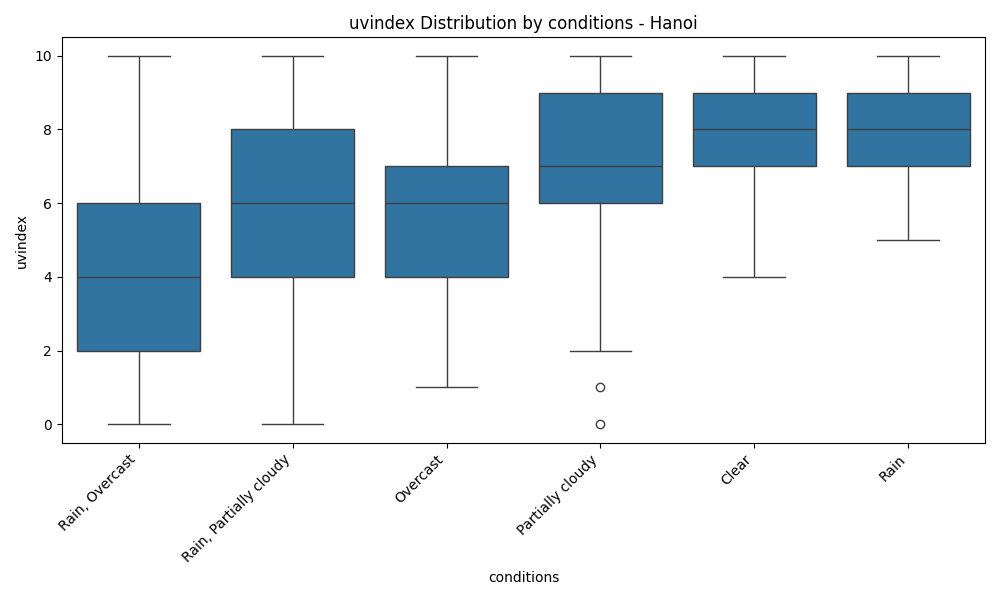 uvindex Distribution by conditions - Hanoi
uvindex
10
8
6
4
2
0
Rain, Overcast
Rain, Partially cloudy
Overcast
Partially cloudy
Clear
Rain
conditions